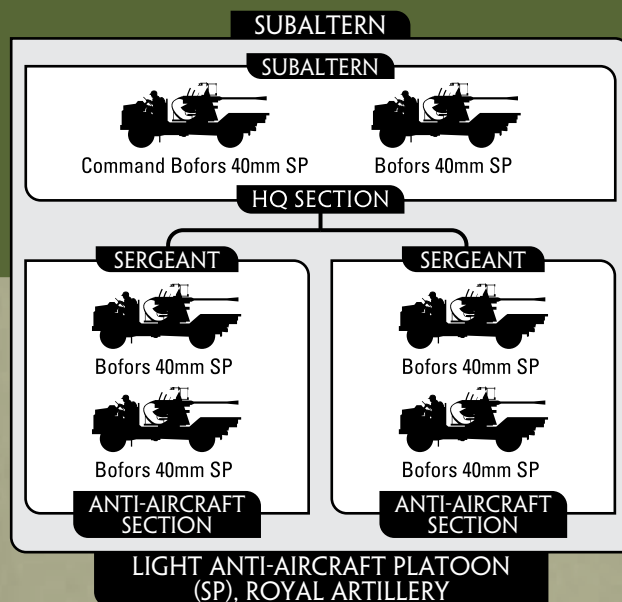 SUBALTERN
SUBALTERN
Command Bofors 40mm SP
Bofors 40mm SP
HQ SECTION
SERGEANT
Bofors 40mm SP
Bofors 40mm SP
ANTI-AIRCRAFT
SECTION
SERGEANT
Bofors 40mm SP
Bofors 40mm SP
ANTI-AIRCRAFT
SECTION
LIGHT ANTI-AIRCRAFT PLATOON
(SP), ROYAL ARTILLERY